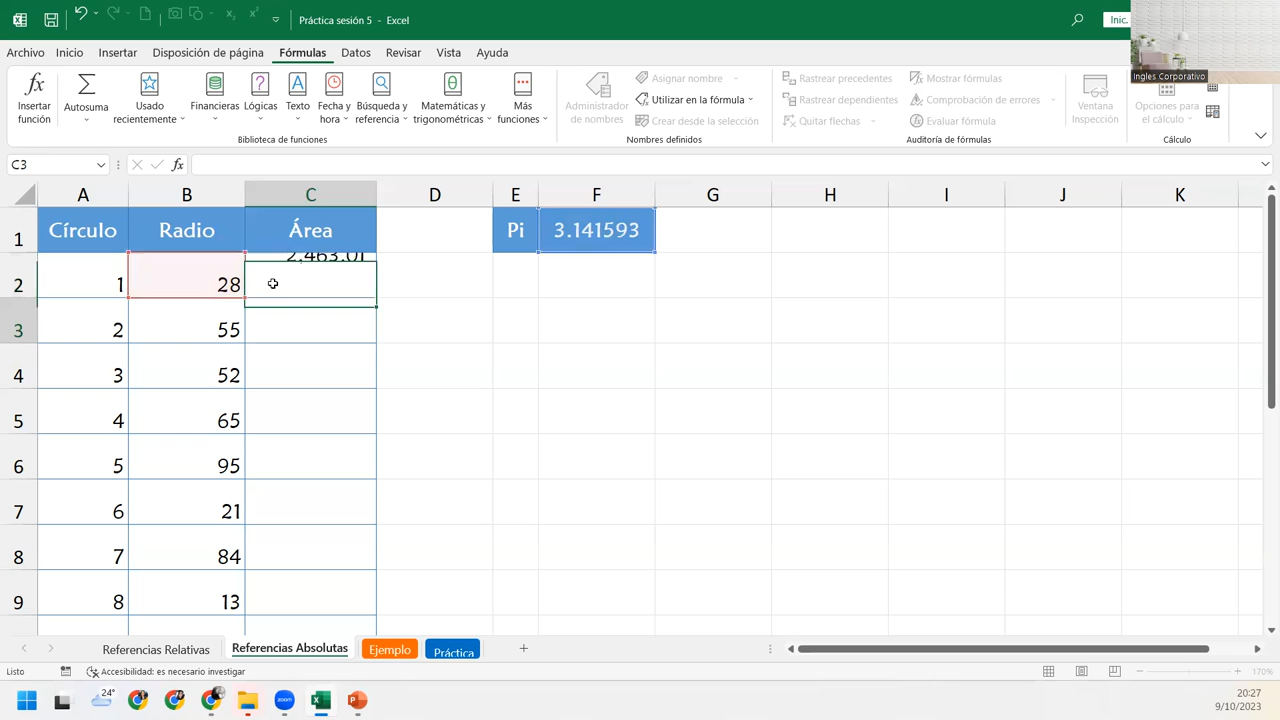 Práctica sesión 5 - Excel
Inic.
Archivo Inicio Insertar Disposición de página Fórmulas Datos Revisar Vista Ayuda
Ingles Corporativo
Insertar función
Autosuma
Usado recientemente
Financieras
Lógicas
Texto
Fecha y hora
Búsqueda y referencia
Matemáticas y trigonométricas
Más funciones
Biblioteca de funciones
Administrador de nombres
Asignar nombre
Utilizar en la fórmula
Crear desde la selección
Nombres definidos
Rastrear precedentes
Rastrear dependientes
Quitar flechas
Mostrar fórmulas
Comprobación de errores
Evaluar fórmula
Auditoría de fórmulas
Ventana Inspección
Opciones para el cálculo
Cálculo
C3 fx
A B C D E F G H I J K
1 Círculo Radio Área Pi 3.141593
2,463.01
2 1 28
3 2 55
4 3 52
5 4 65
6 5 95
7 6 21
8 7 84
9 8 13
Referencias Relativas Referencias Absolutas Ejemplo Práctica
Listo Accesibilidad: es necesario investigar 170%
24° zoom
20:27
9/10/2023